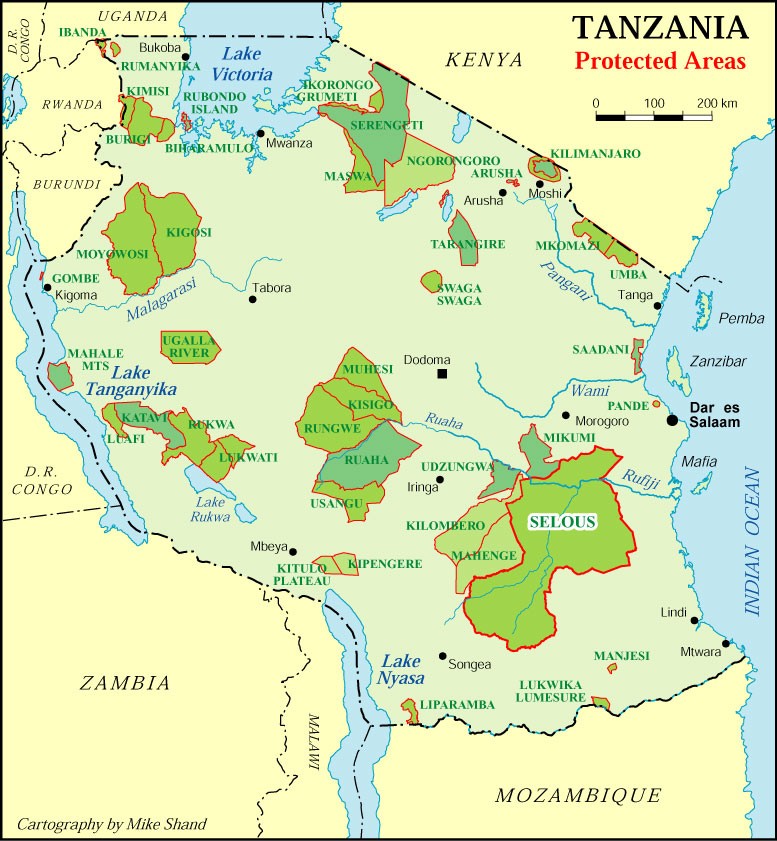 UGANDA
D. R.
CONGO
IBANDA
Bukoba
RUMANYIKA
Lake
Victoria
KENYA
TANZANIA
Protected Areas
0 100 200 km
RWANDA
KIMISI
RUBONDO
ISLAND
BURIGI
BIHARAMULO
Mwanza
IKORONGO
GRUMETI
SERENGETI
MASWA
NGORONGORO
KILIMANJARO
ARUSHA
Arusha
Moshi
BURUNDI
MOYOWOSI
KIGOSI
TARANGIRE
MKOMAZI
UMBA
GOMBE
Kigoma
Malagarasi
Tabora
SWAGA
SWAGA
Pangani
Tanga
Pemba
MAHALE
MTS
Lake
Tanganyika
UGALLA
RIVER
MUHESI
Dodoma
SAADANI
Zanzibar
KATAVI
LUAFI
RUKWA
LUKWATI
KISIGO
RUNGWE
Ruaha
Wami
Morogoro
PANDE
Dar es
Salaam
D.R.
CONGO
Lake
Rukwa
RUAHA
USANGU
UDZUNGWA
Iringa
MIKUMI
Rufiji
Mafia
KILOMBERO
MAHENGE
SELOUS
INDIAN OCEAN
Mbeya
KITULO
PLATEAU
KIPENGERE
Lindi
Mtwara
ZAMBIA
MALAWI
Lake
Nyasa
Songea
MANJESI
LIPARAMBA
LUKWIKA
LUMESURE
MOZAMBIQUE
Cartography by Mike Shand